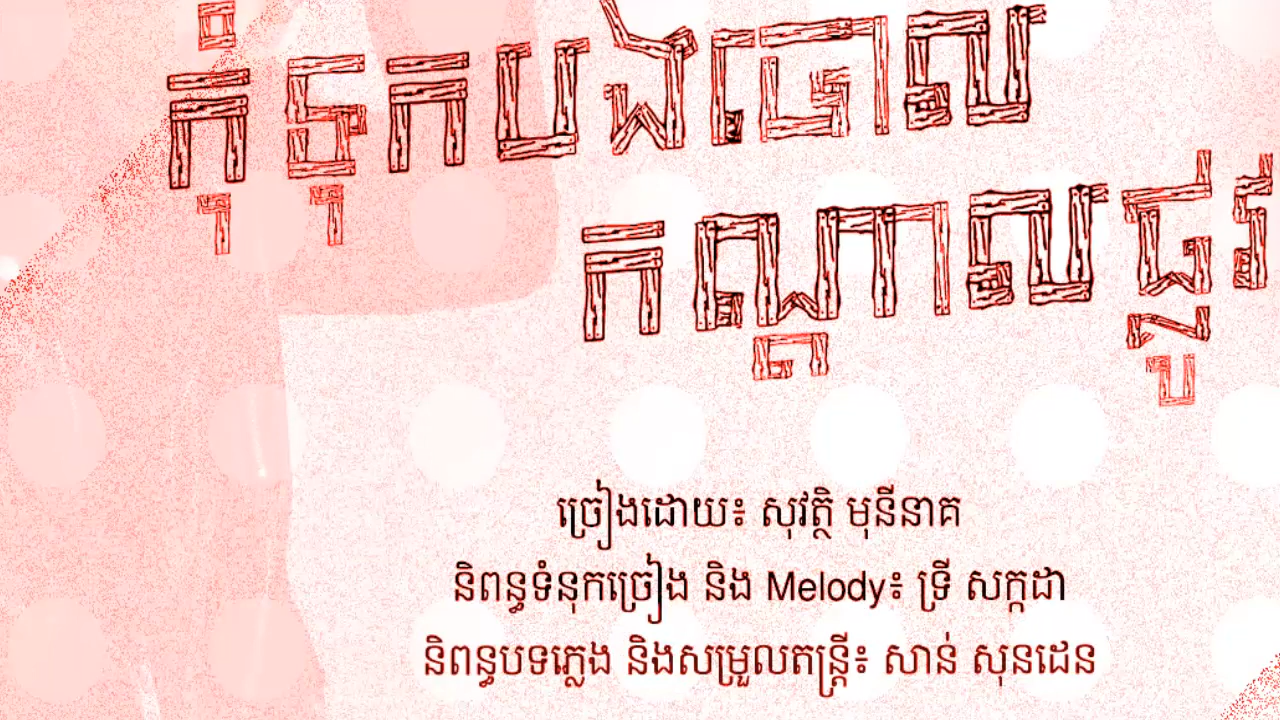 កុំទុកបងចោល
កណ្ដាលផ្លូវ
ច្រៀងដោយ៖ សុវត្ថិ មុនីនាគ
និពន្ធទំនុកច្រៀង និង Melody៖ ទ្រី សក្កដា
និពន្ធបទភ្លេង និងសម្រួលតន្ត្រី៖ សាន់ សុនដេន